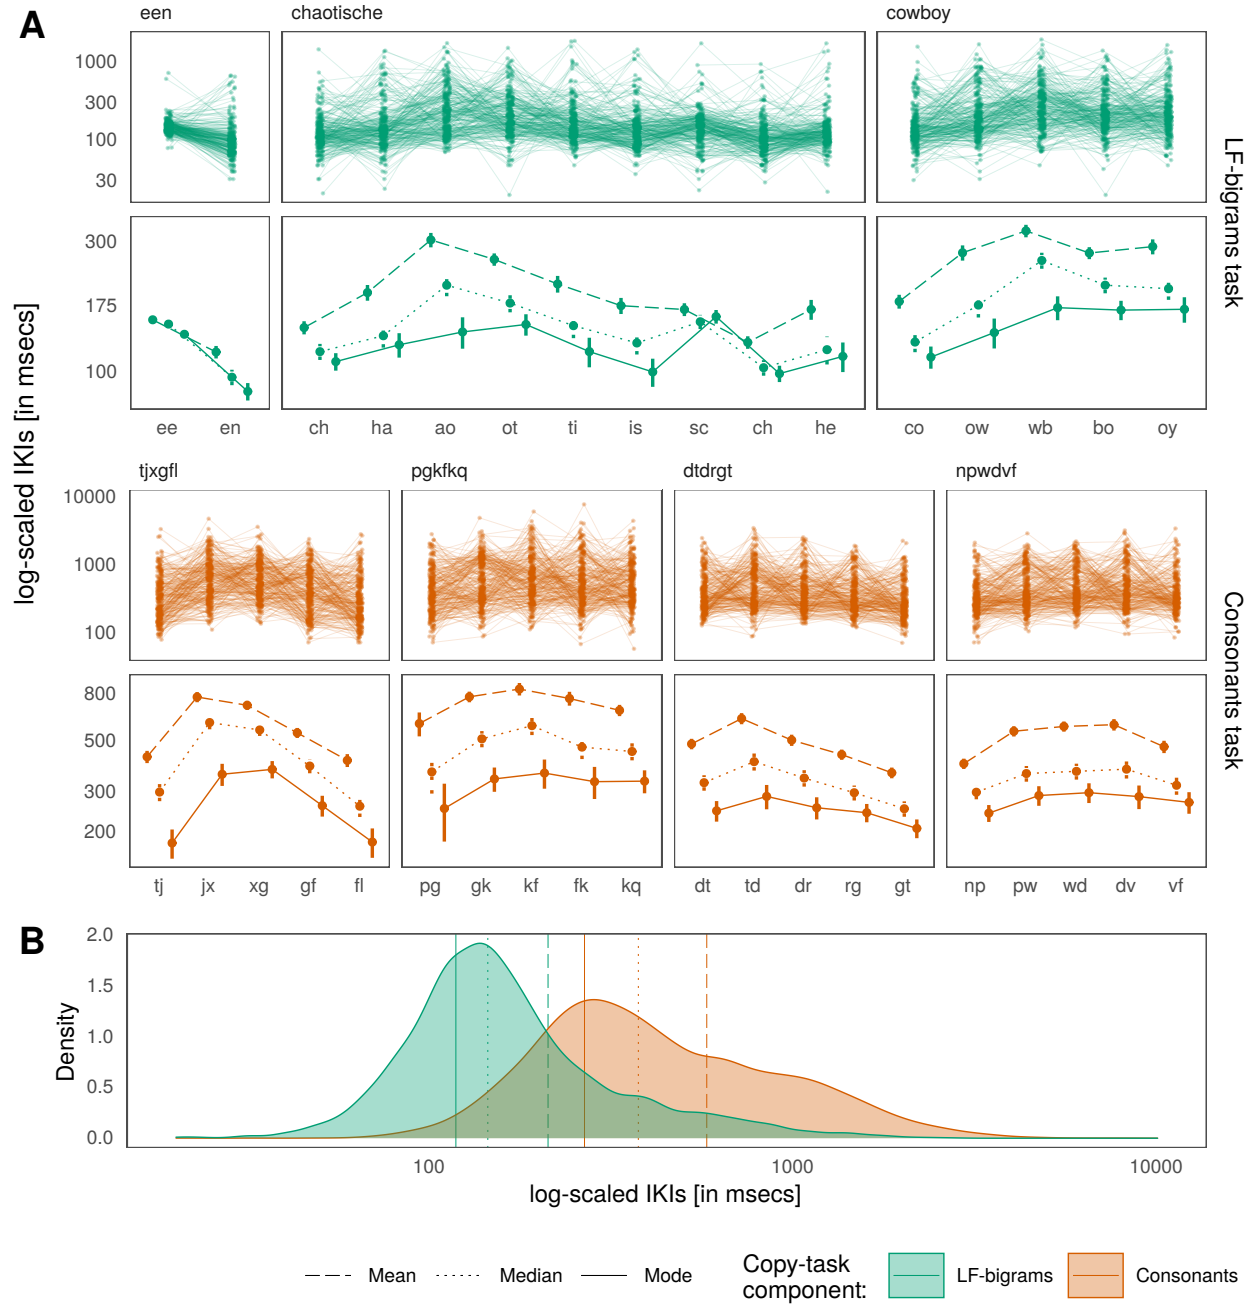 A
een chaotische cowboy
1000
300
100
30
LF-bigrams task
300
175
100
ee en ch ha ao ot ti is sc ch he co ow wb bo oy
log-scaled IKIs [in msecs]
tjxgfl pgkfkq dtdrgt npwdvf
10000
1000
100
Consonants task
800
500
300
200
tj jx xg gf fl pg gk kf fk kq dt td dr rg gt np pw wd dv vf
B
2.0
1.5
1.0
0.5
0.0
Density
100 1000 10000
log-scaled IKIs [in msecs]
Mean Median Mode
Copy-task
component:
LF-bigrams Consonants